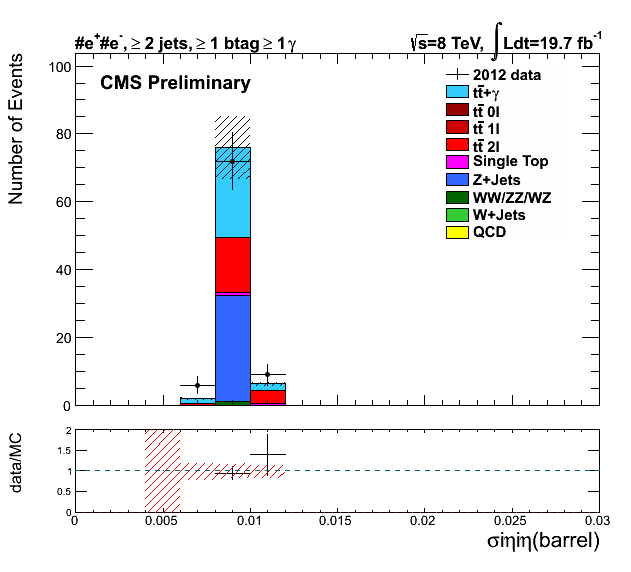 #e+#e-, ≥ 2 jets, ≥ 1 btag ≥ 1γ
√s=8 TeV, ∫Ldt=19.7 fb-1
CMS Preliminary
2012 data
tt̄+γ
tt̄ 0l
tt̄ 1l
tt̄ 2l
Single Top
Z+Jets
WW/ZZ/WZ
W+Jets
QCD
Number of Events
100
80
60
40
20
0
data/MC
2
1.5
1
0.5
0
0 0.005 0.01 0.015 0.02 0.025 0.03
σiηiη(barrel)